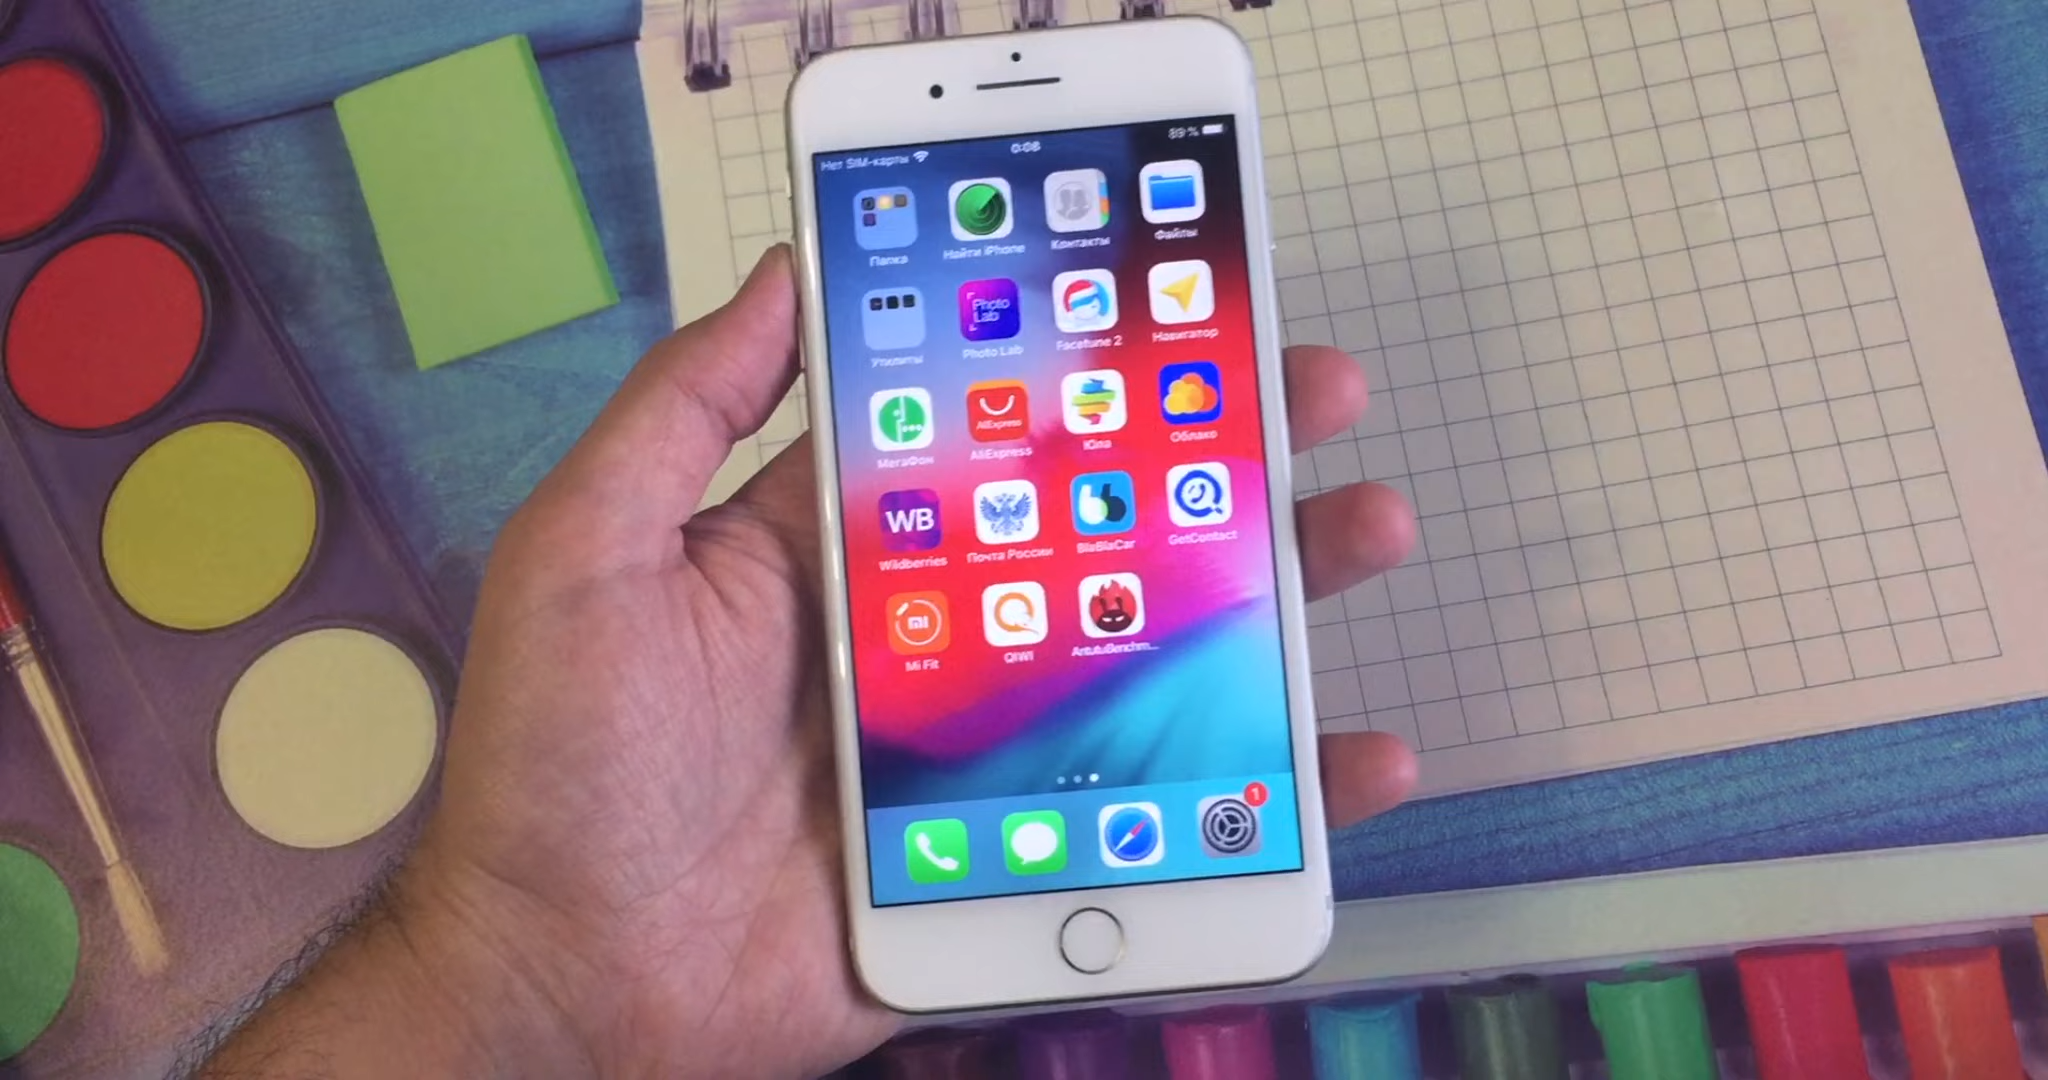 Нет SIM-карты
0:08
89 %
Папка
Найти iPhone
Контакты
Файлы
Photo
Lab
Утилиты
Photo Lab
Facetune 2
Навигатор
AliExpress
МегаФон
AliExpress
Юла
Облако
WB
Wildberries
Почта России
BlaBlaCar
GetContact
mi
Mi Fit
QIWI
AntutuBenchm...
1